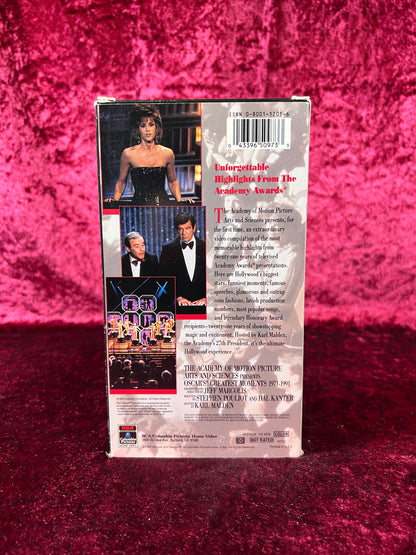 ISBN 0-8001-1201-6
0 43396 50973
Unforgettable
Highlights From The
Academy Awards®
The Academy of Motion Picture
Arts and Sciences presents, for
the first time, an extraordinary
video compilation of the most
memorable highlights from
twenty-one years of televised
Academy Awards® presentations.
Here are Hollywood's biggest
stars, funniest moments, famous
speeches, glamorous and outrag-
eous fashions, lavish production
numbers, most popular songs,
and legendary Honorary Award
recipients—twenty-one years of showstopping
magic and excitement. Hosted by Karl Malden,
the Academy's 27th President, it's the ultimate
Hollywood experience.
THE ACADEMY OF MOTION PICTURE
ARTS AND SCIENCES
PRESENTS
OSCAR'S® GREATEST MOMENTS 1971-1991
JEFF MARGOLIS
STEPHEN POULIOT AND HAL KANTER
KARL MALDEN
RCA/Columbia Pictures Home Video
NOT RATED